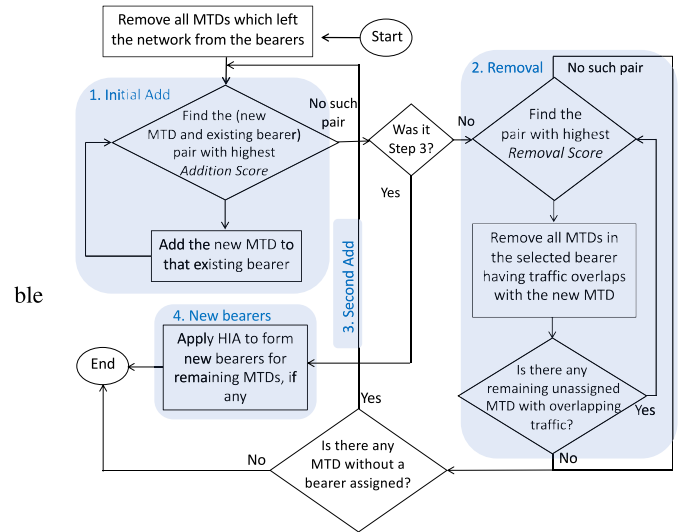 Remove all MTDs which left
the network from the bearers
Start
1. Initial Add
Find the (new
MTD and existing bearer)
pair with highest
Addition Score
No such
pair
Add the new MTD to
that existing bearer
Was it
Step 3?
No
Yes
2. Removal
No such pair
Find the
pair with highest
Removal Score
Remove all MTDs in
the selected bearer
having traffic overlaps
with the new MTD
Is there any
remaining unassigned
MTD with overlapping
traffic?
Yes
No
3. Second Add
ble
4. New bearers
Apply HIA to form
new bearers for
remaining MTDs, if
any
End
Yes
Is there any
MTD without a
bearer assigned?
No